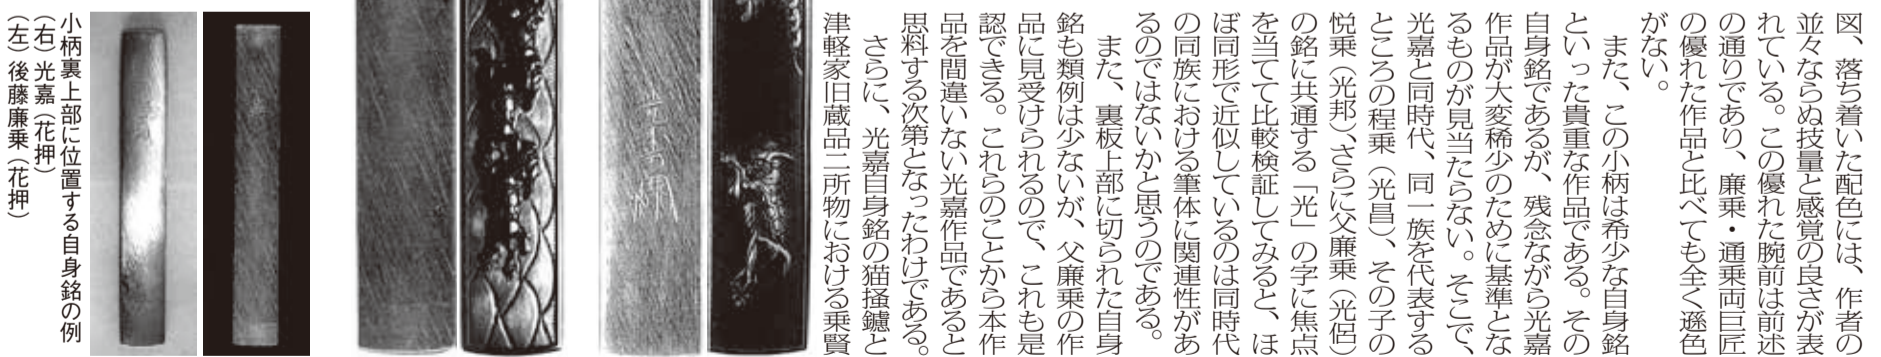 図、落ち着いた配色には、作者の
並々ならぬ技量と感覚の良さが表
れている。この優れた腕前は前述
の通りであり、廉乗・通乗両巨匠
の優れた作品と比べても全く遜色
がない。
また、この小柄は希少な自身銘
といった貴重な作品である。その
自身銘であるが、残念ながら光嘉
作品が大変稀少のために基準とな
るものが見当たらない。そこで、
光嘉と同時代、同一族を代表する
ところの程乗（光昌）、その子の
悦乗（光邦）、さらに父廉乗（光侶）
の銘に共通する「光」の字に焦点
を当てて比較検証してみると、ほ
ぼ同形で近似しているのは同時代
の同族における筆体に関連性があ
るのではないかと思うのである。
また、裏板上部に切られた自身
銘も類例は少ないが、父廉乗の作
品に見受けられるので、これも是
認できる。これらのことから本作
品を間違いない光嘉作品であると
思料する次第となったわけである。
さらに、光嘉自身銘の猫掻鑢と
津軽家旧蔵品二所物における乗賢
小柄裏上部に位置する自身銘の例
（右）光嘉（花押）
（左）後藤廉乗（花押）